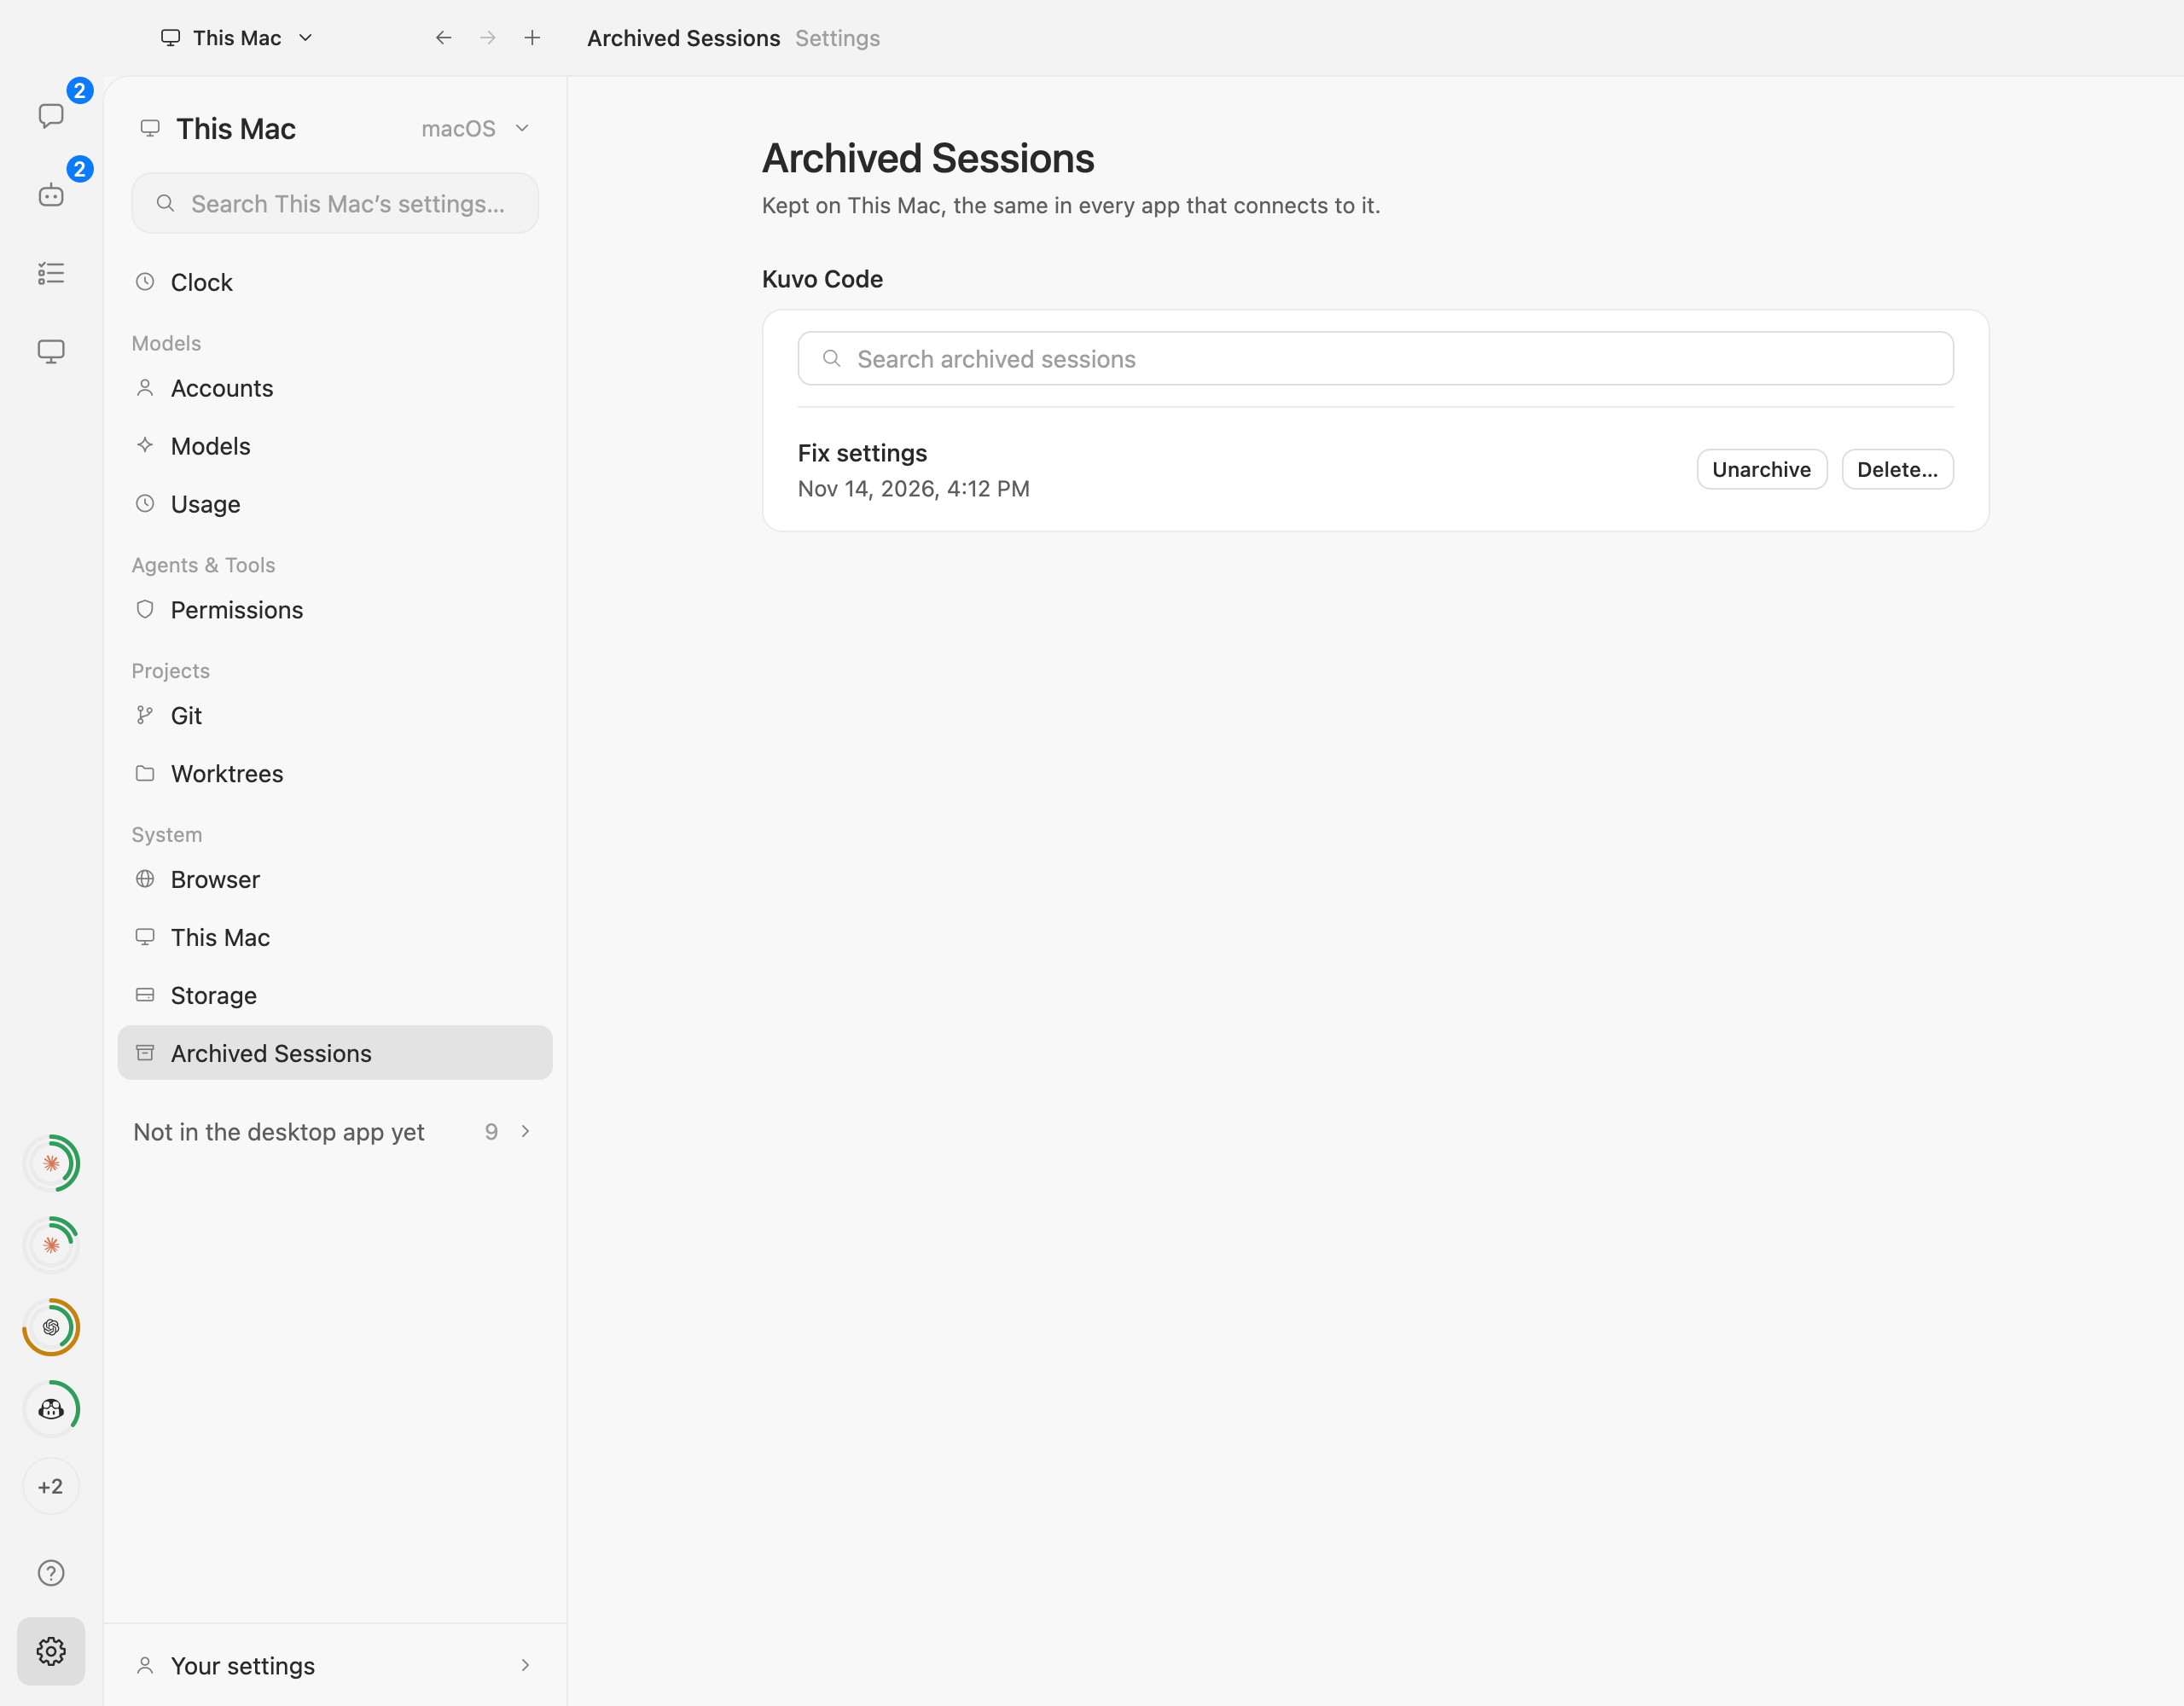 This Mac
Archived Sessions Settings
2
2
This Mac macOS
Search This Mac’s settings...
Clock
Models
Accounts
Models
Usage
Agents & Tools
Permissions
Projects
Git
Worktrees
System
Browser
This Mac
Storage
Archived Sessions
Not in the desktop app yet 9
+2
Your settings
Archived Sessions
Kept on This Mac, the same in every app that connects to it.
Kuvo Code
Search archived sessions
Fix settings
Nov 14, 2026, 4:12 PM
Unarchive Delete...